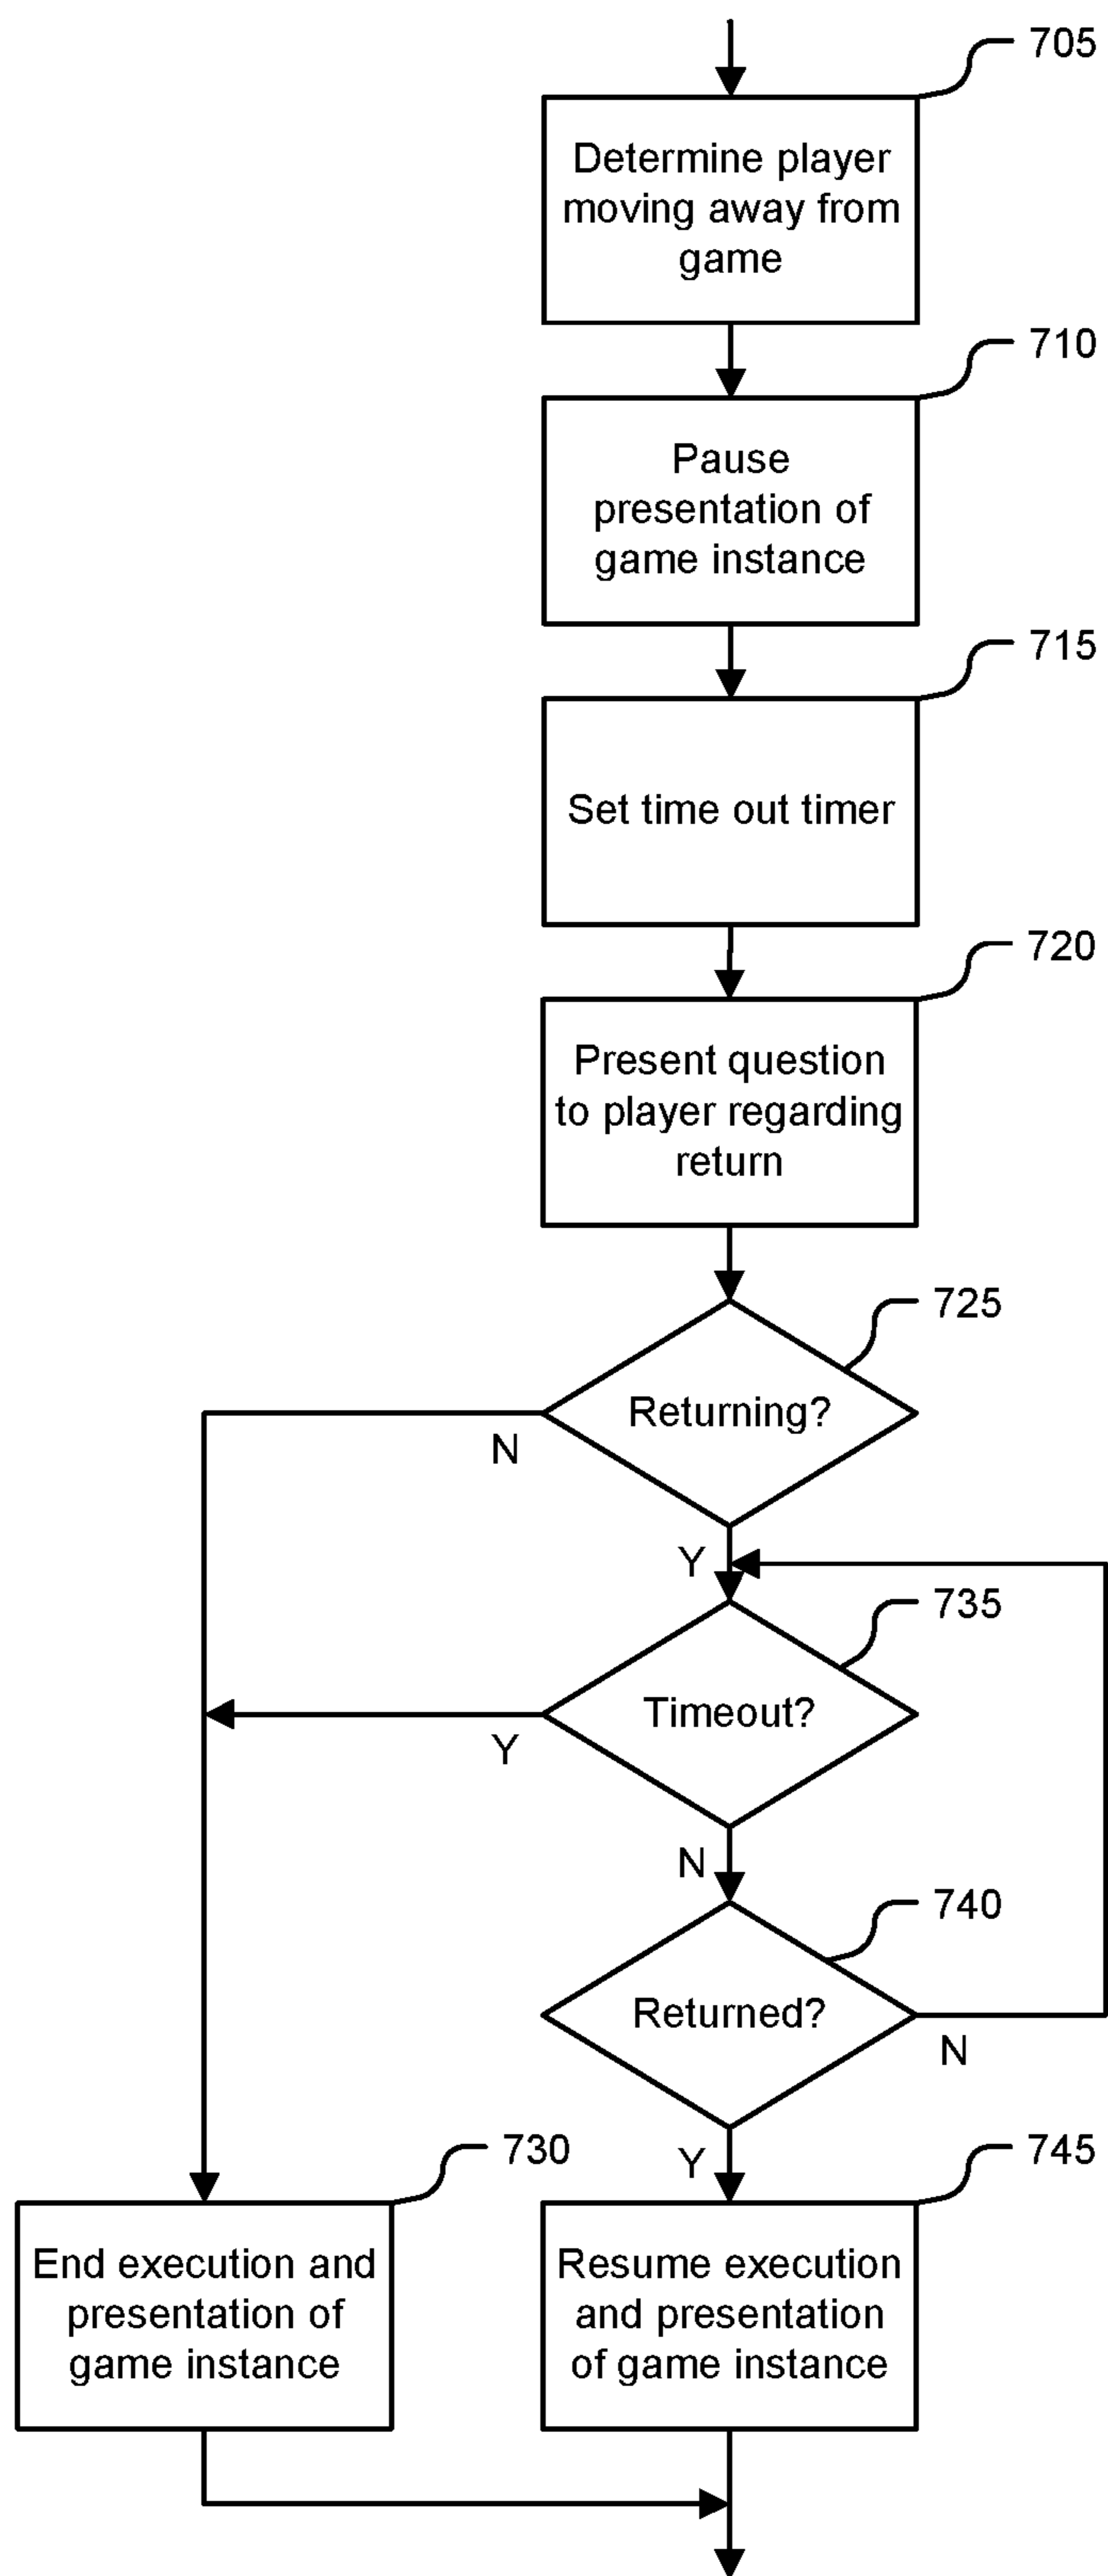 705
Determine player
moving away from
game
710
Pause
presentation of
game instance
715
Set time out timer
720
Present question
to player regarding
return
725
Returning?
N
Y
735
Timeout?
Y
N
740
Returned?
N
Y
730
745
End execution and
presentation of
game instance
Resume execution
and presentation
of game instance